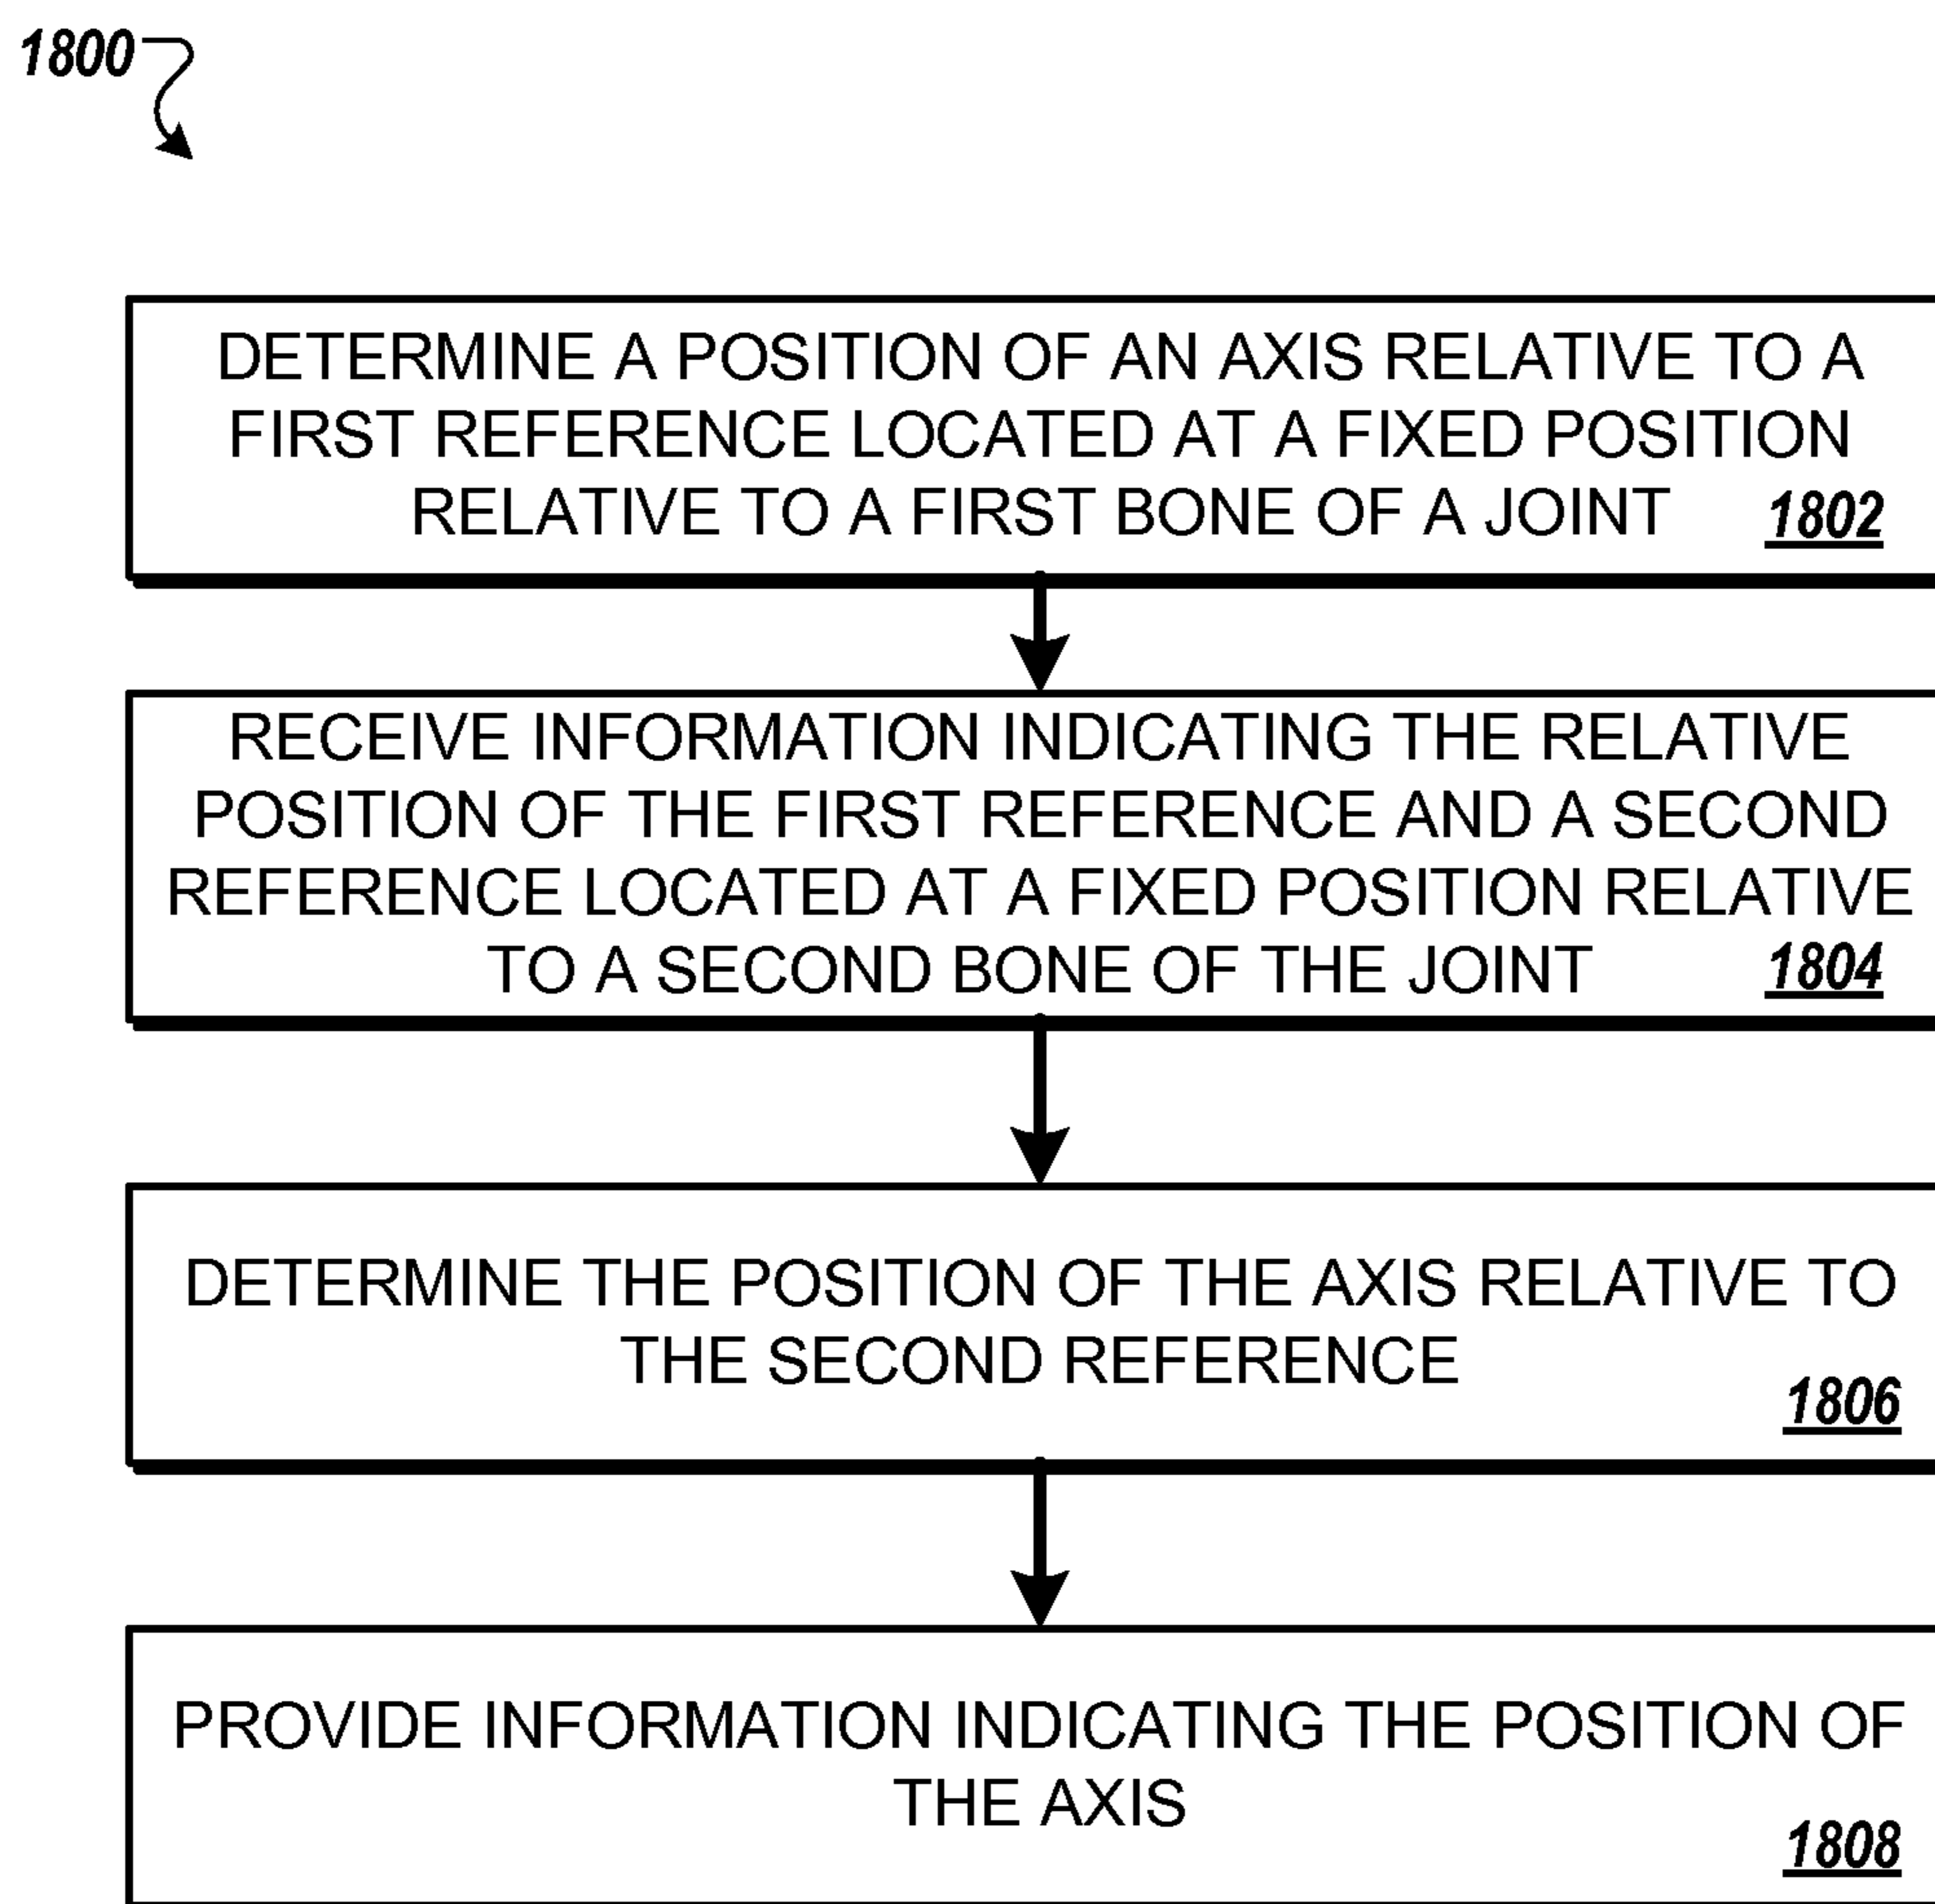 1800
DETERMINE A POSITION OF AN AXIS RELATIVE TO A
FIRST REFERENCE LOCATED AT A FIXED POSITION
RELATIVE TO A FIRST BONE OF A JOINT 1802
RECEIVE INFORMATION INDICATING THE RELATIVE
POSITION OF THE FIRST REFERENCE AND A SECOND
REFERENCE LOCATED AT A FIXED POSITION RELATIVE
TO A SECOND BONE OF THE JOINT 1804
DETERMINE THE POSITION OF THE AXIS RELATIVE TO
THE SECOND REFERENCE
1806
PROVIDE INFORMATION INDICATING THE POSITION OF
THE AXIS
1808